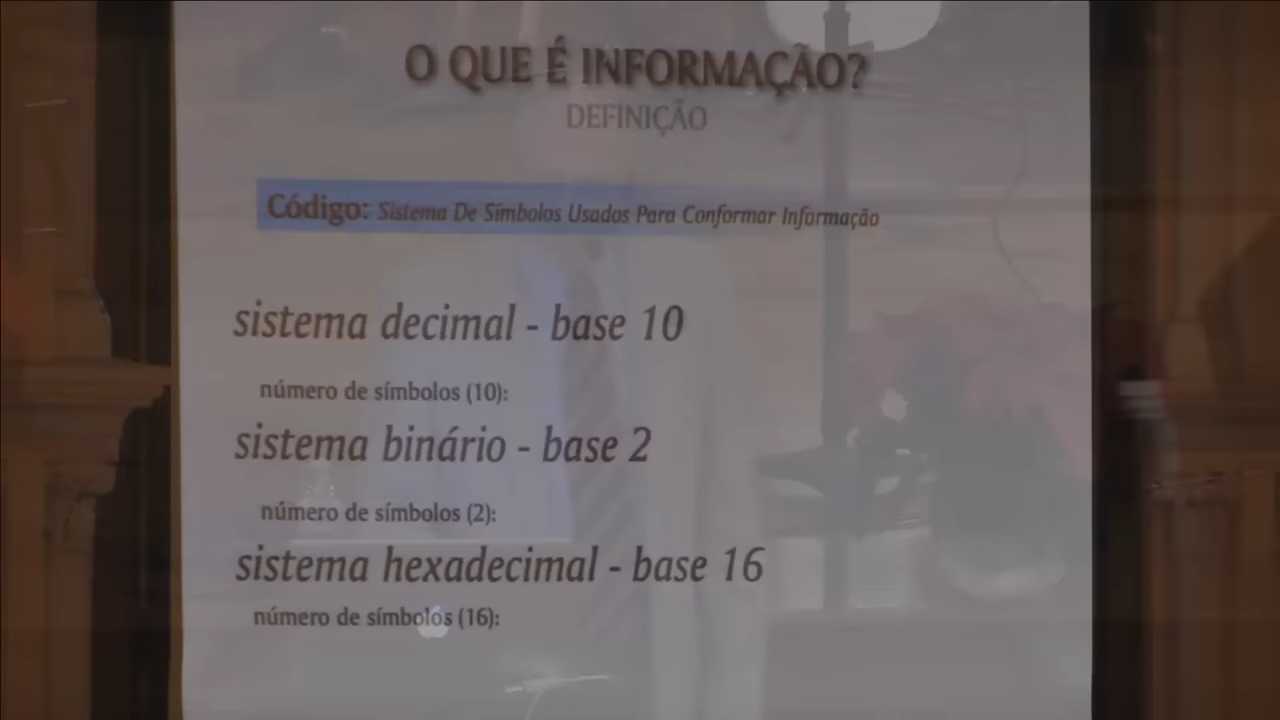 O QUE É INFORMAÇÃO?
DEFINIÇÃO
Código: Sistema De Símbolos Usados Para Conformar Informação
sistema decimal - base 10
número de símbolos (10):
sistema binário - base 2
número de símbolos (2):
sistema hexadecimal - base 16
número de símbolos (16):